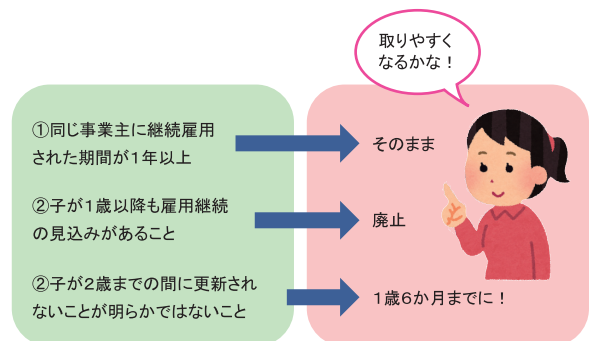 取りやすく
なるかな！
①同じ事業主に継続雇用
された期間が１年以上
そのまま
②子が１歳以降も雇用継続
の見込みがあること
廃止
②子が２歳までの間に更新され
ないことが明らかではないこと
１歳６か月までに！